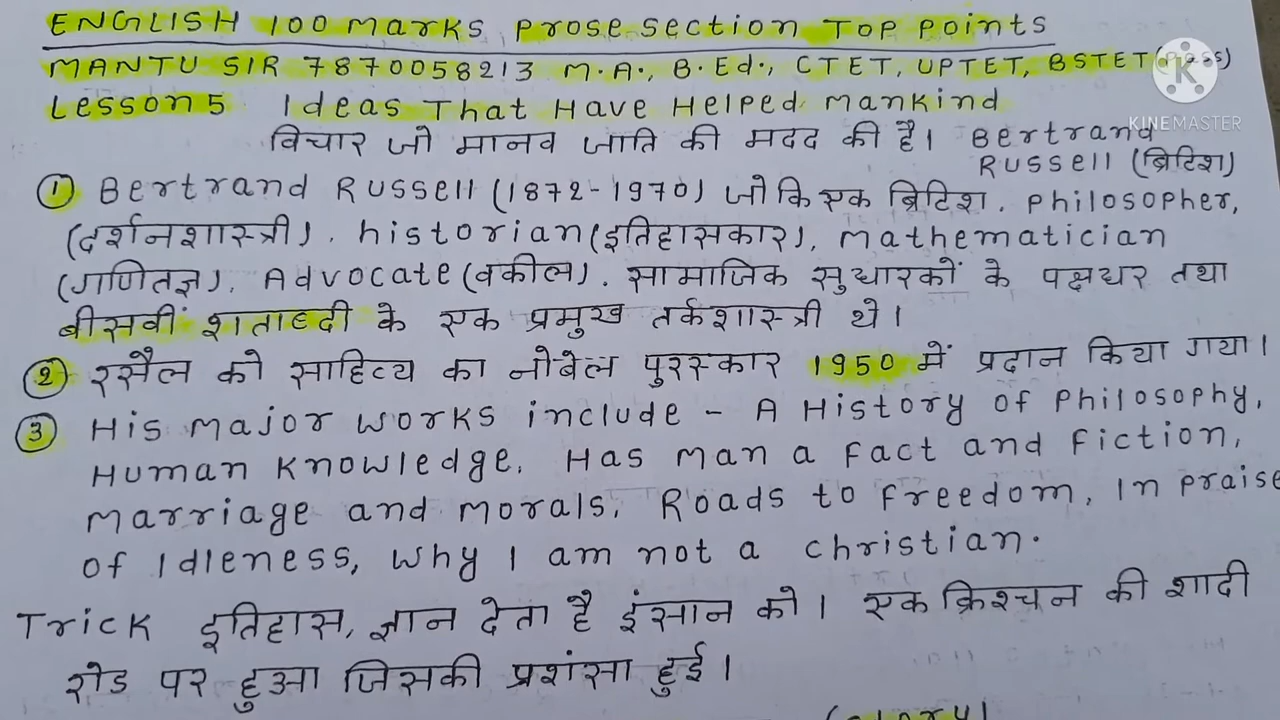 ENGLISH 100 Marks Prose section Top Points
MANTU SIR 7870058213 M.A., B.Ed., CTET, UPTET, BSTET(Pass)
K
KINEMASTER
Lesson 5 Ideas That Have Helped Mankind
विचार जो मानव जाति की मदद की है। Bertrand
Russell (ब्रिटिश)
① Bertrand Russell (1872-1970) जो कि एक ब्रिटिश. Philosopher,
(दर्शनशास्त्री). historian (इतिहासकार), Mathematician
(गणितज्ञ). Advocate (वकील). सामाजिक सुधारकों के पक्षधर तथा
बीसवीं शताब्दी के एक प्रमुख तर्कशास्त्री थे।
② रसैल को साहित्य का नोबेल पुरस्कार 1950 में प्रदान किया गया।
③ His major works include - A History of Philosophy,
Human Knowledge, Has man a Fact and Fiction,
Marriage and Morals, Roads to Freedom, In Praise
of Idleness, Why I am not a Christian.
Trick इतिहास, ज्ञान देता है इंसान को। एक क्रिश्चन की शादी
रोड पर हुआ जिसकी प्रशंसा हुई।